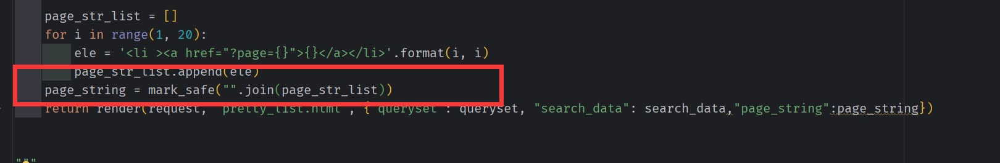 page_str_list = []
for i in range(1, 20):
ele = '<li ><a href="?page={}">{}</a></li>'.format(i, i)
page_str_list.append(ele)
page_string = mark_safe("".join(page_str_list))
return render(request, "pretty_list.html", {"queryset": queryset, "search_data": search_data,"page_string":page_string})
"""